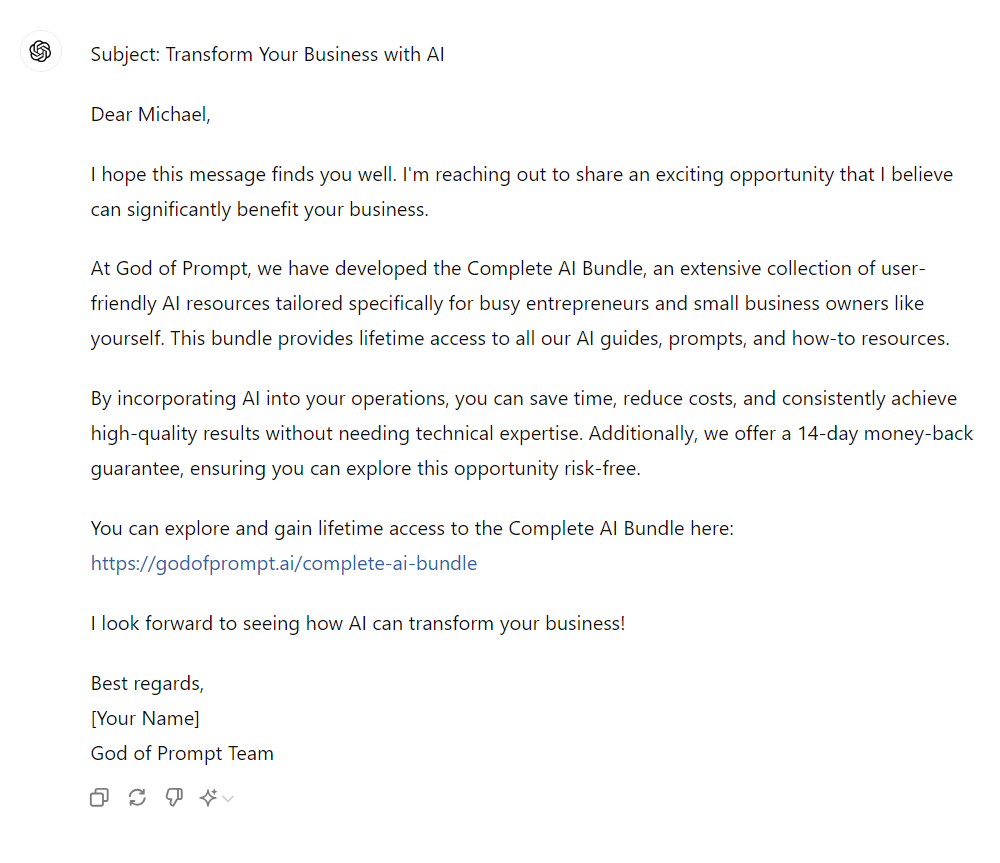 Subject: Transform Your Business with AI
Dear Michael,
I hope this message finds you well. I'm reaching out to share an exciting opportunity that I believe
can significantly benefit your business.
At God of Prompt, we have developed the Complete AI Bundle, an extensive collection of user-
friendly AI resources tailored specifically for busy entrepreneurs and small business owners like
yourself. This bundle provides lifetime access to all our AI guides, prompts, and how-to resources.
By incorporating AI into your operations, you can save time, reduce costs, and consistently achieve
high-quality results without needing technical expertise. Additionally, we offer a 14-day money-back
guarantee, ensuring you can explore this opportunity risk-free.
You can explore and gain lifetime access to the Complete AI Bundle here:
https://godofprompt.ai/complete-ai-bundle
I look forward to seeing how AI can transform your business!
Best regards,
[Your Name]
God of Prompt Team